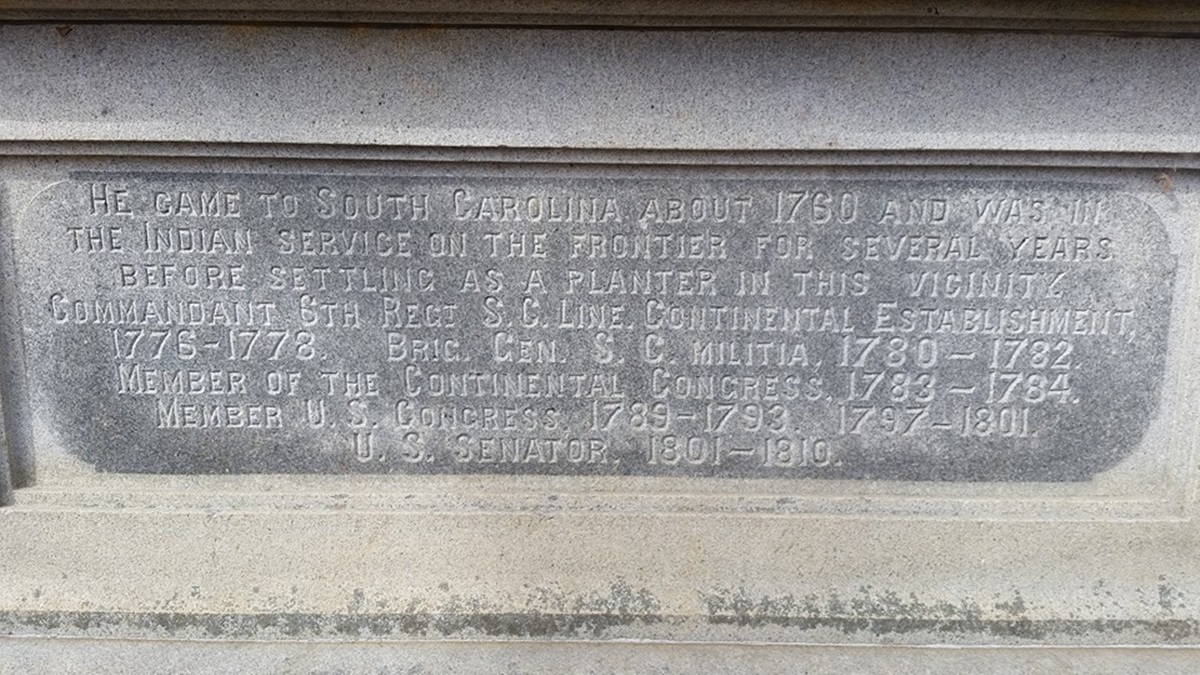 HE CAME TO SOUTH CAROLINA ABOUT 1760 AND WAS IN
THE INDIAN SERVICE ON THE FRONTIER FOR SEVERAL YEARS
BEFORE SETTLING AS A PLANTER IN THIS VICINITY.
COMMANDANT 6TH REGT S. C. LINE. CONTINENTAL ESTABLISHMENT,
1776-1778. BRIG. GEN. S. C. MILITIA, 1780-1782.
MEMBER OF THE CONTINENTAL CONGRESS, 1783-1784.
MEMBER U. S. CONGRESS, 1789-1793. 1797-1801.
U. S. SENATOR, 1801-1810.